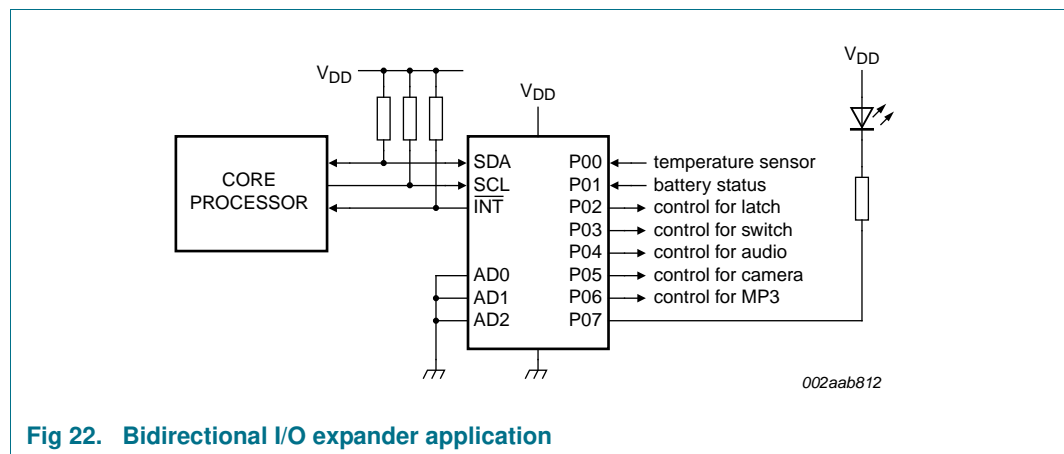 VDD
VDD
VDD
CORE
PROCESSOR
SDA
SCL
INT
AD0
AD1
AD2
P00
P01
P02
P03
P04
P05
P06
P07
temperature sensor
battery status
control for latch
control for switch
control for audio
control for camera
control for MP3
002aab812
Fig 22. Bidirectional I/O expander application